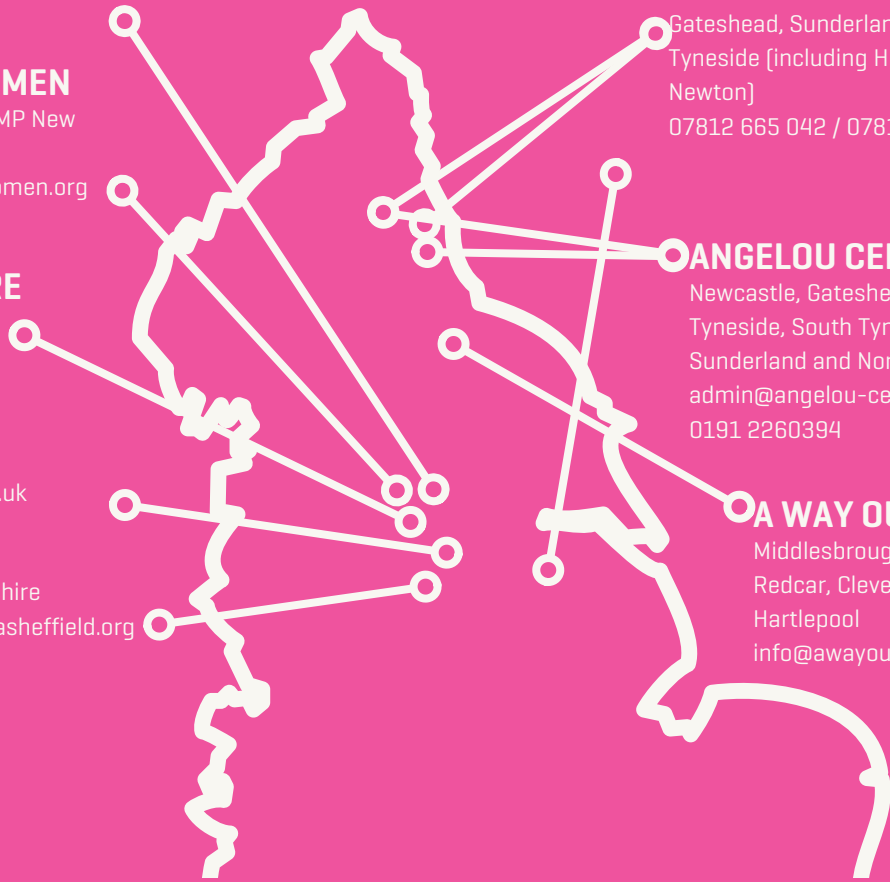 MEN
MP New
omen.org
RE
.uk
hire
asheffield.org
Gateshead, Sunderlan
Tyneside (including H
Newton)
07812 665 042 / 0781
ANGELOU CE
Newcastle, Gateshe
Tyneside, South Tyn
Sunderland and Nor
admin@angelou-ce
0191 2260394
A WAY OU
Middlesbroug
Redcar, Cleve
Hartlepool
info@awayou